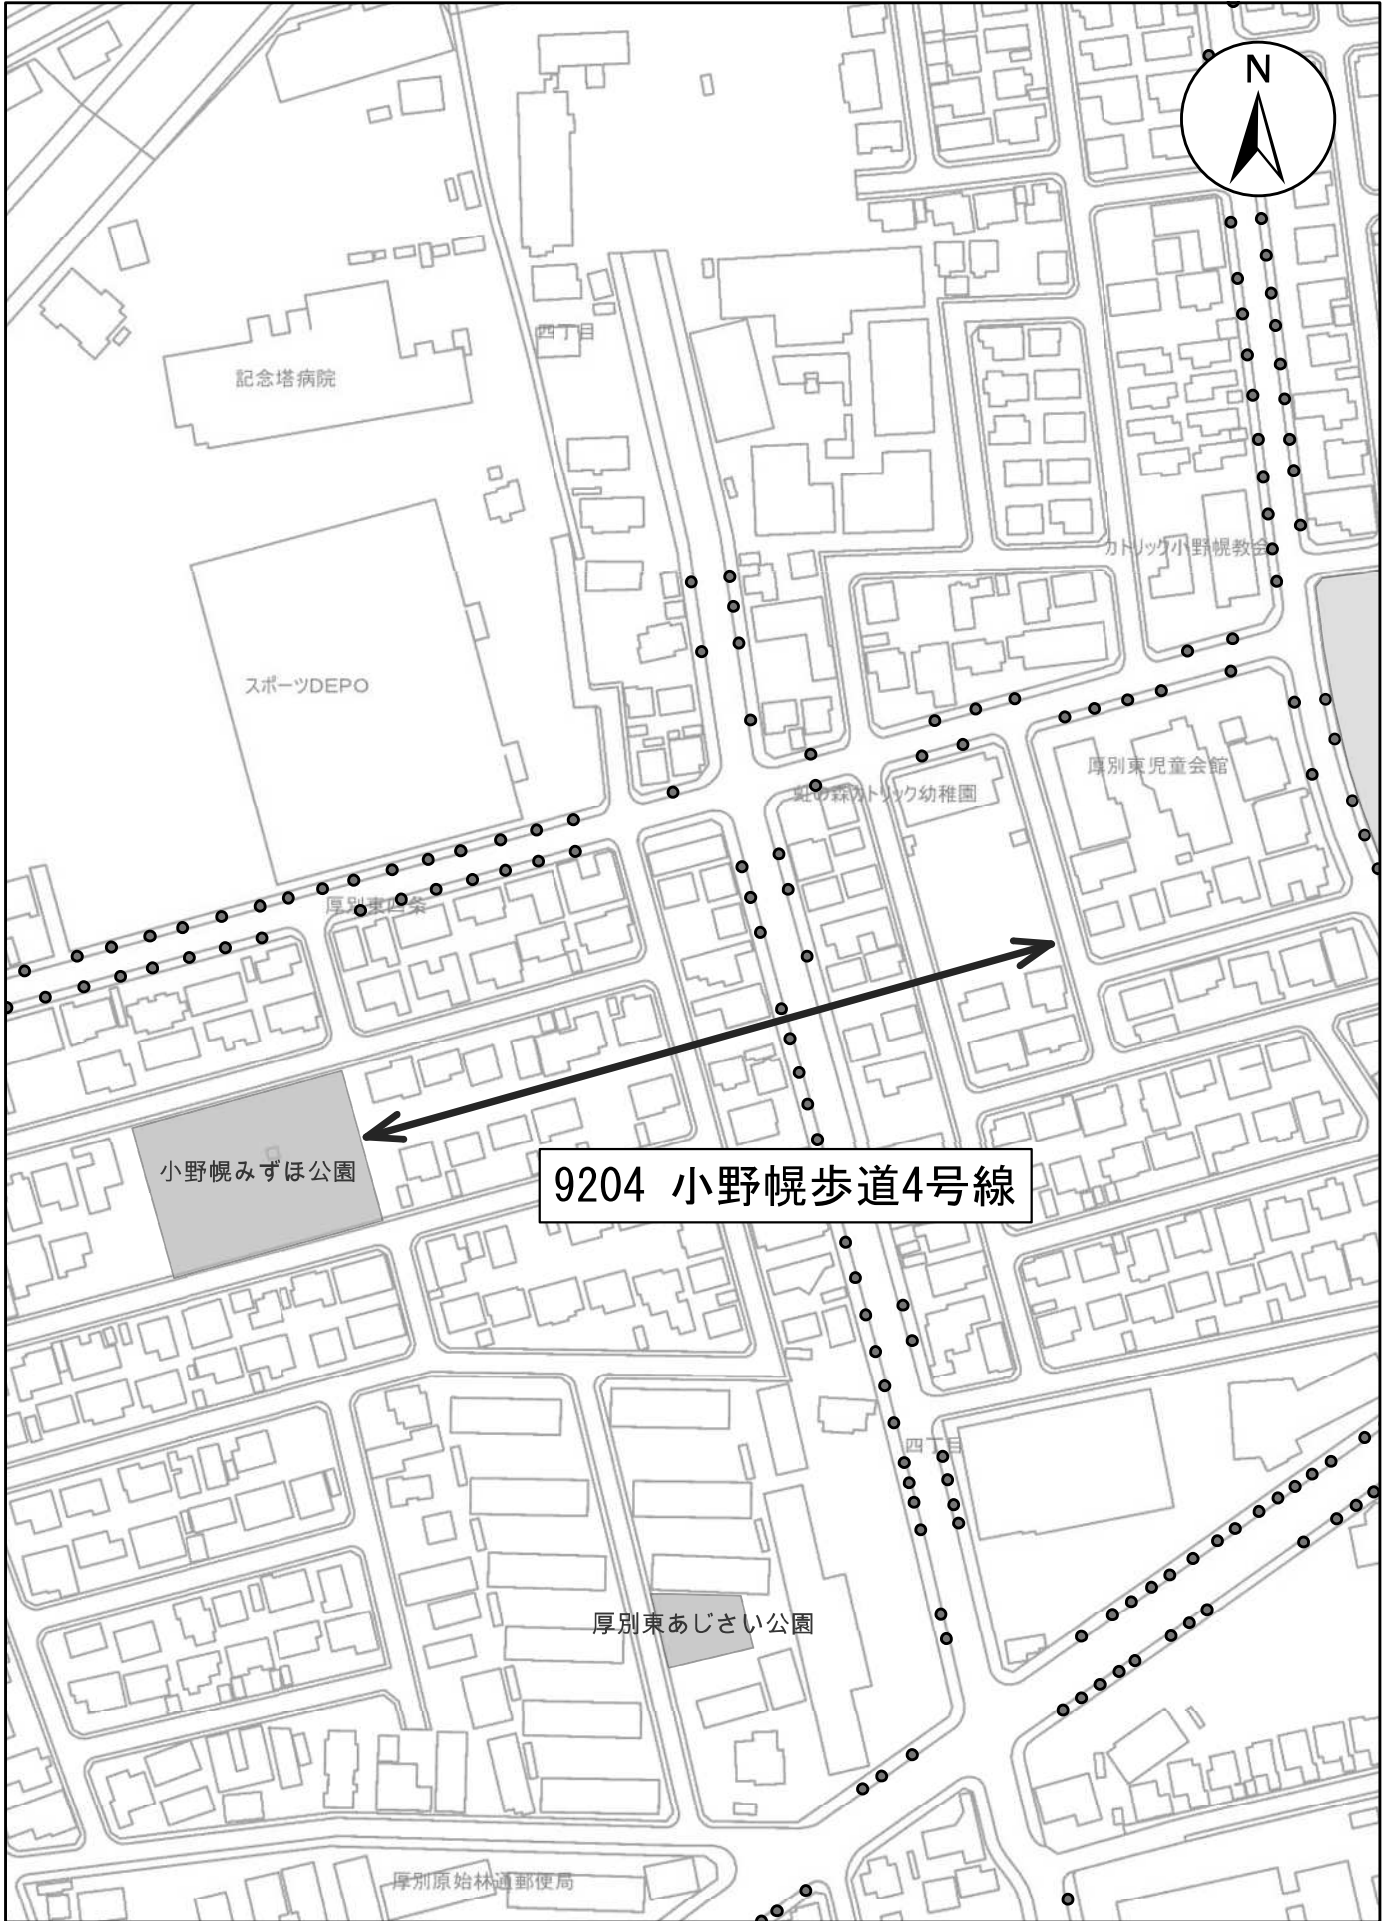 N
四丁目
記念塔病院
カトリック小野幌教会
スポーツDEPO
厚別東児童会館
虹の森カトリック幼稚園
厚別東四条
小野幌みずほ公園
9204 小野幌歩道4号線
四丁目
厚別東あじさい公園
厚別原始林通郵便局